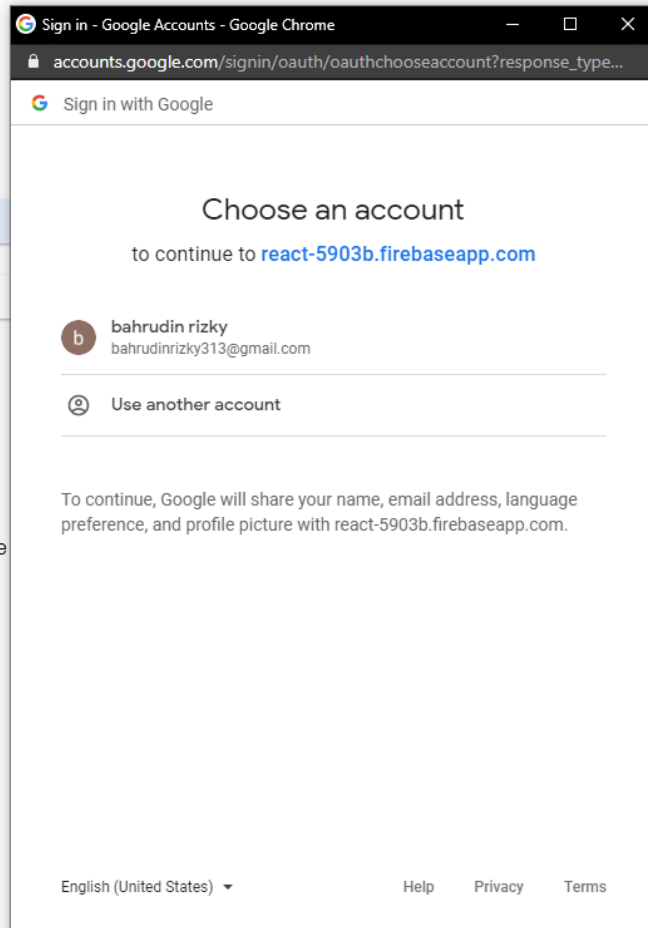 Sign in - Google Accounts - Google Chrome
accounts.google.com/signin/oauth/oauthchooseaccount?response_type...
Sign in with Google
Choose an account
to continue to react-5903b.firebaseapp.com
b
bahrudin rizky
bahrudinrizky313@gmail.com
Use another account
To continue, Google will share your name, email address, language
preference, and profile picture with react-5903b.firebaseapp.com.
e
English (United States)
Help Privacy Terms